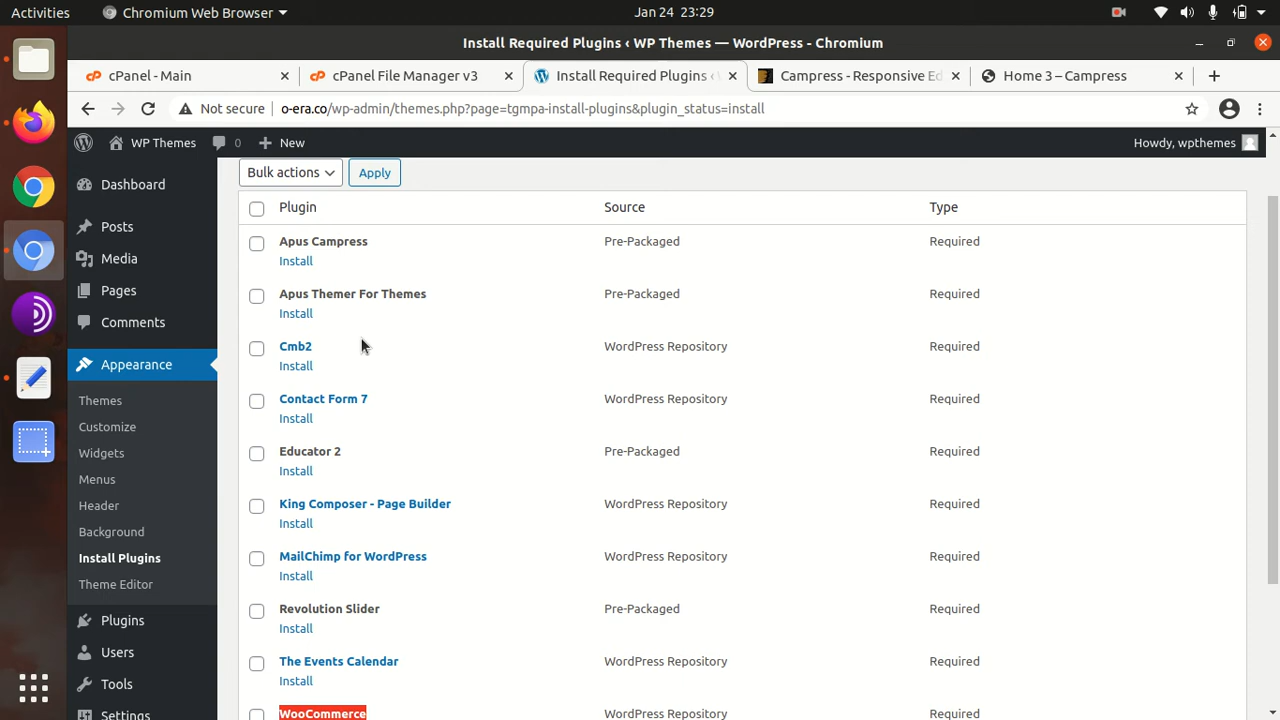 Activities
Chromium Web Browser
Jan 24 23:29
Install Required Plugins ‹ WP Themes — WordPress - Chromium
cPanel - Main
cPanel File Manager v3
Install Required Plugins ‹
Campress - Responsive Ed
Home 3 – Campress
Not secure
o-era.co/wp-admin/themes.php?page=tgmpa-install-plugins&plugin_status=install
WP Themes
0
New
Howdy, wpthemes
Dashboard
Posts
Media
Pages
Comments
Appearance
Themes
Customize
Widgets
Menus
Header
Background
Install Plugins
Theme Editor
Plugins
Users
Tools
Settings
Bulk actions
Apply
Plugin Source Type
Apus Campress Pre-Packaged Required
Install
Apus Themer For Themes Pre-Packaged Required
Install
Cmb2 WordPress Repository Required
Install
Contact Form 7 WordPress Repository Required
Install
Educator 2 Pre-Packaged Required
Install
King Composer - Page Builder WordPress Repository Required
Install
MailChimp for WordPress WordPress Repository Required
Install
Revolution Slider Pre-Packaged Required
Install
The Events Calendar WordPress Repository Required
Install
WooCommerce WordPress Repository Required